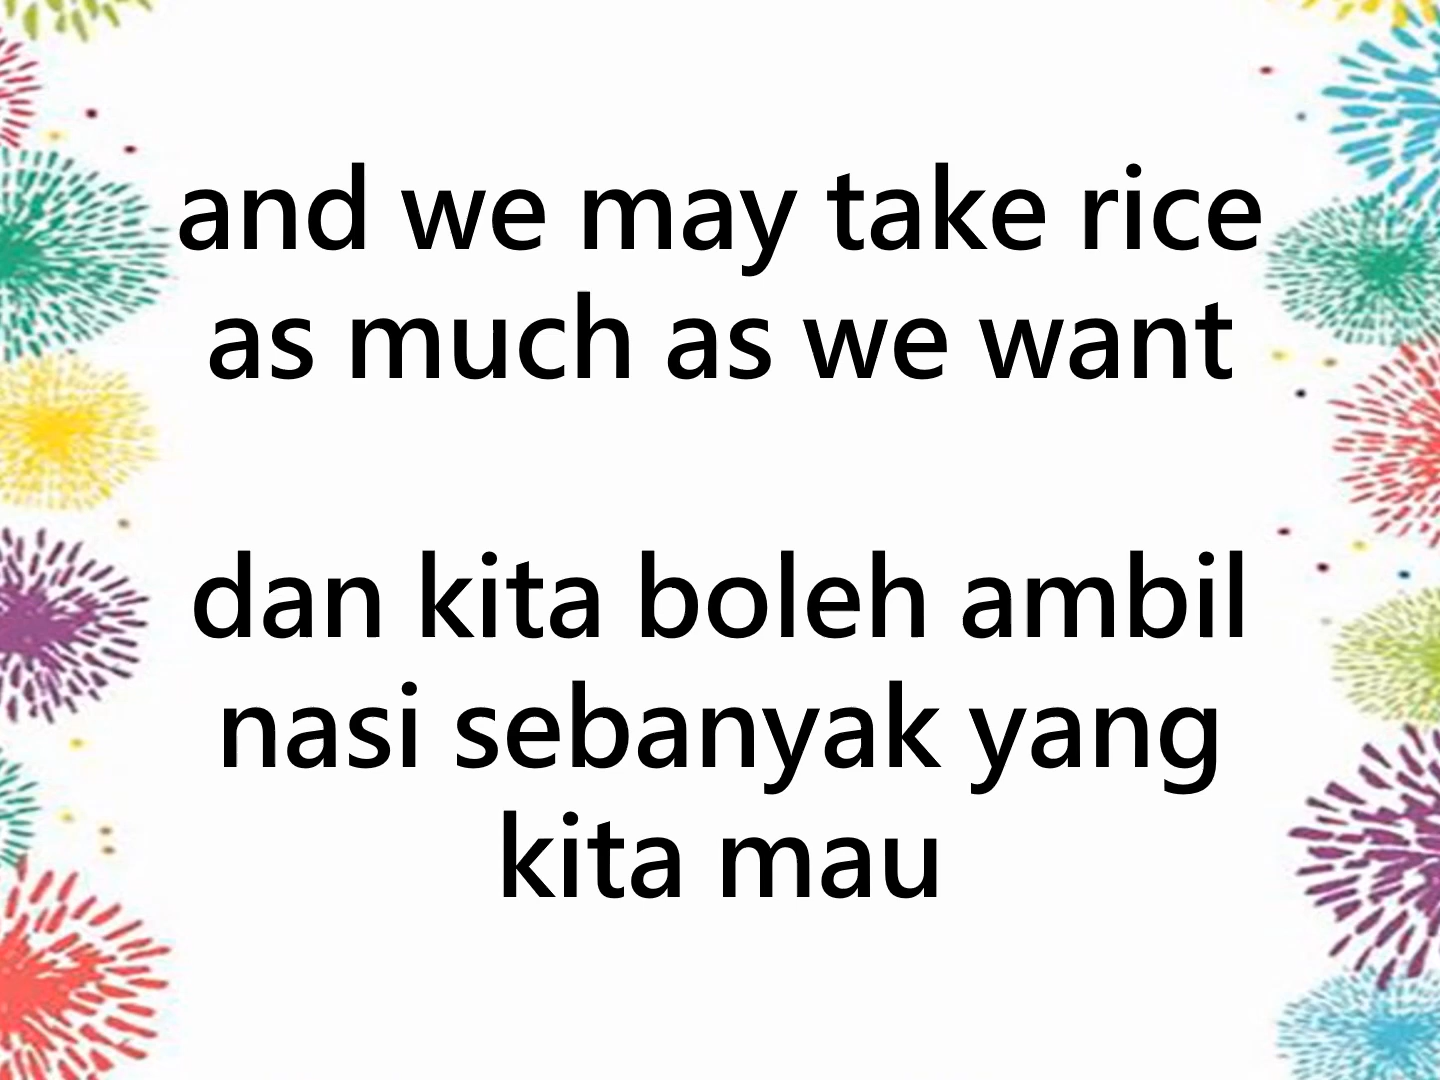 and we may take rice
as much as we want
dan kita boleh ambil
nasi sebanyak yang
kita mau